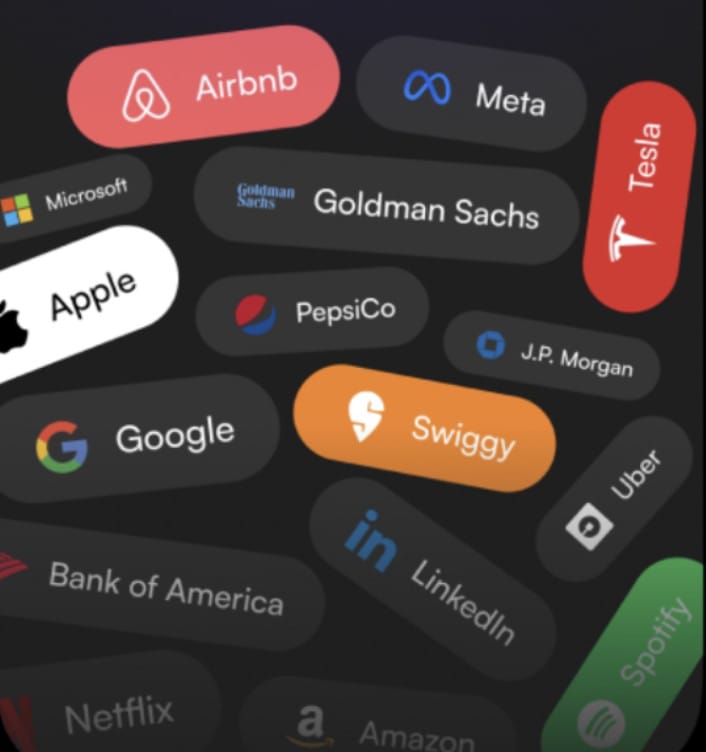 Airbnb
Meta
Tesla
Microsoft
Goldman
Sachs
Goldman Sachs
Apple
PepsiCo
J.P. Morgan
Google
Swiggy
Uber
in
LinkedIn
Bank of America
Spotify
Netflix
a
Amazon